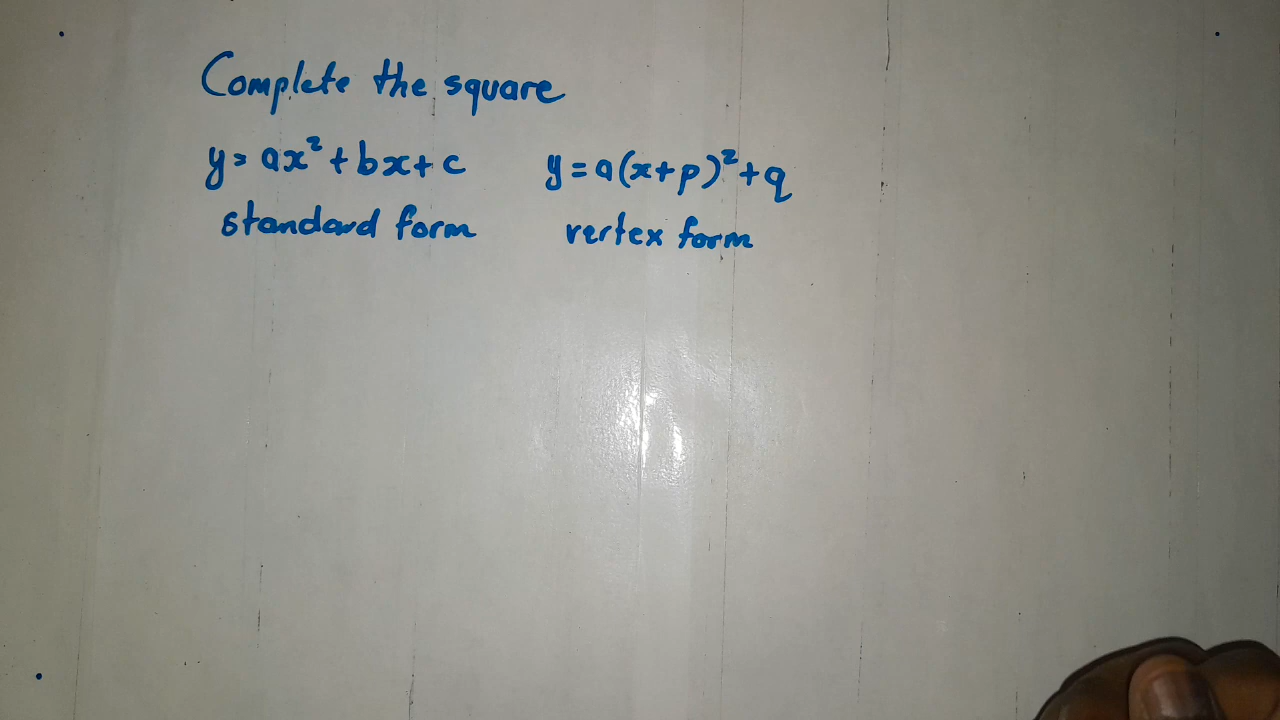 Complete the square
y = ax² + bx + c y = a(x+p)² + q
standard form vertex form